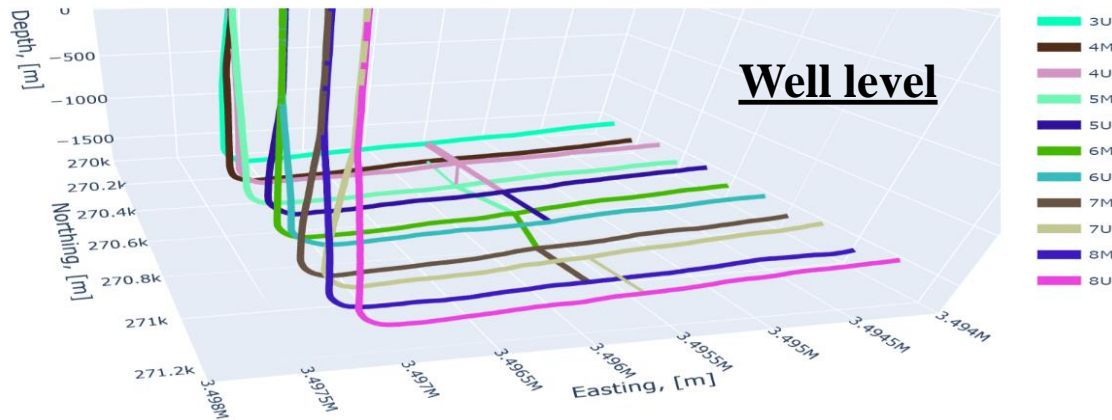 Well level
Depth, [m]
0
−500
−1000
−1500
270k
270.2k
270.4k
270.6k
270.8k
271k
271.2k
Northing, [m]
3.498M
3.4975M
3.497M
3.4965M
3.496M
3.4955M
3.495M
3.4945M
3.494M
Easting, [m]
3U
4M
4U
5M
5U
6M
6U
7M
7U
8M
8U